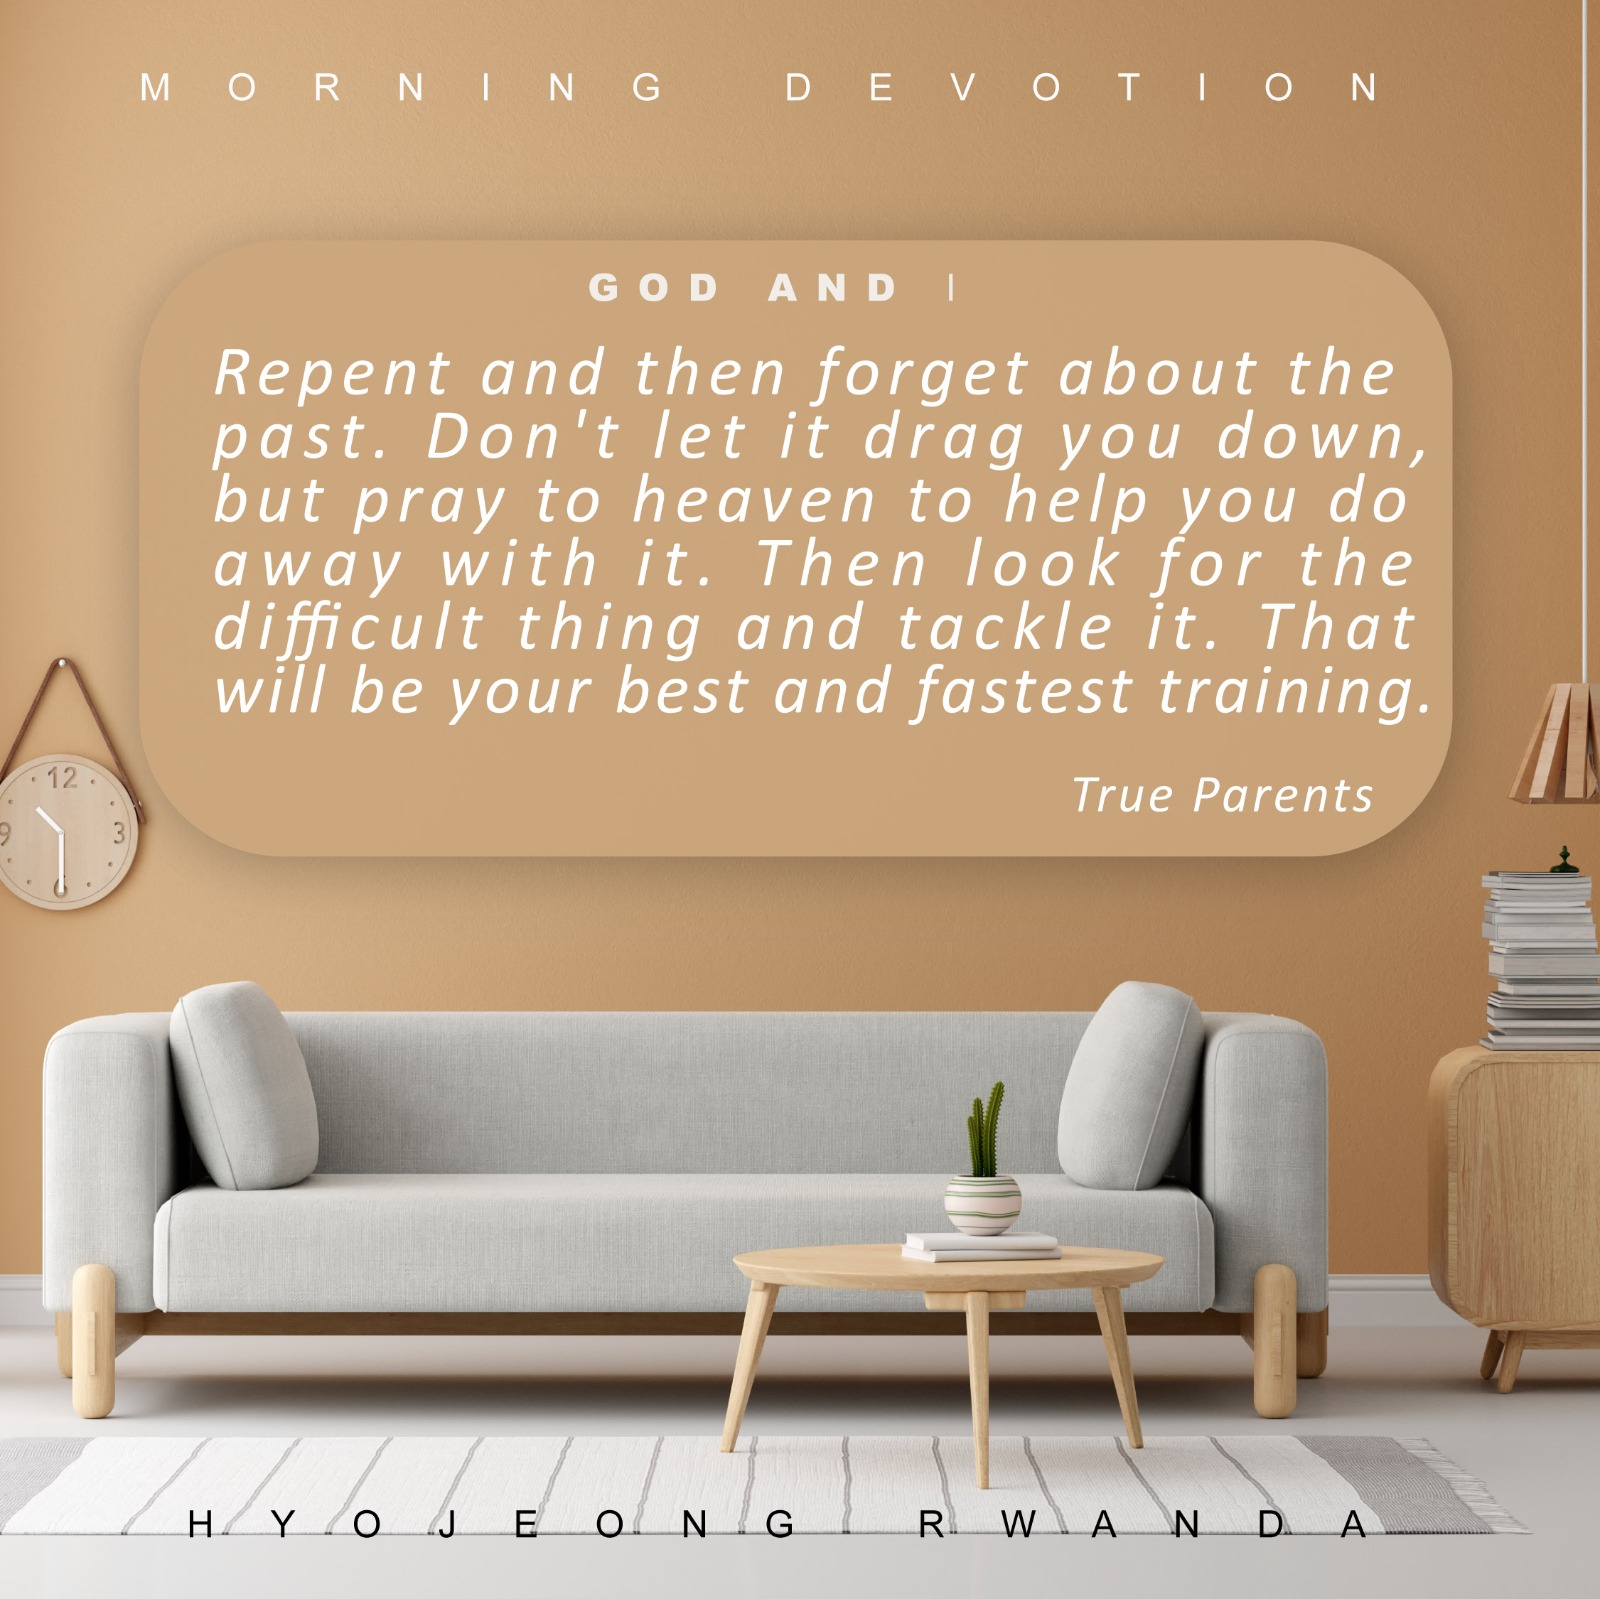 MORNING DEVOTION
GOD AND I
Repent and then forget about the
past. Don't let it drag you down,
but pray to heaven to help you do
away with it. Then look for the
difficult thing and tackle it. That
will be your best and fastest training.
True Parents
12
9
3
6
HYOJEONG RWANDA